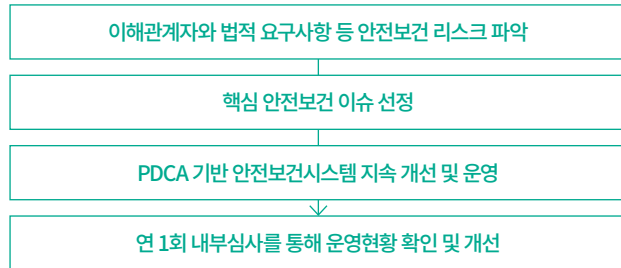 이해관계자와 법적 요구사항 등 안전보건 리스크 파악
핵심 안전보건 이슈 선정
PDCA 기반 안전보건시스템 지속 개선 및 운영
연 1회 내부심사를 통해 운영현황 확인 및 개선